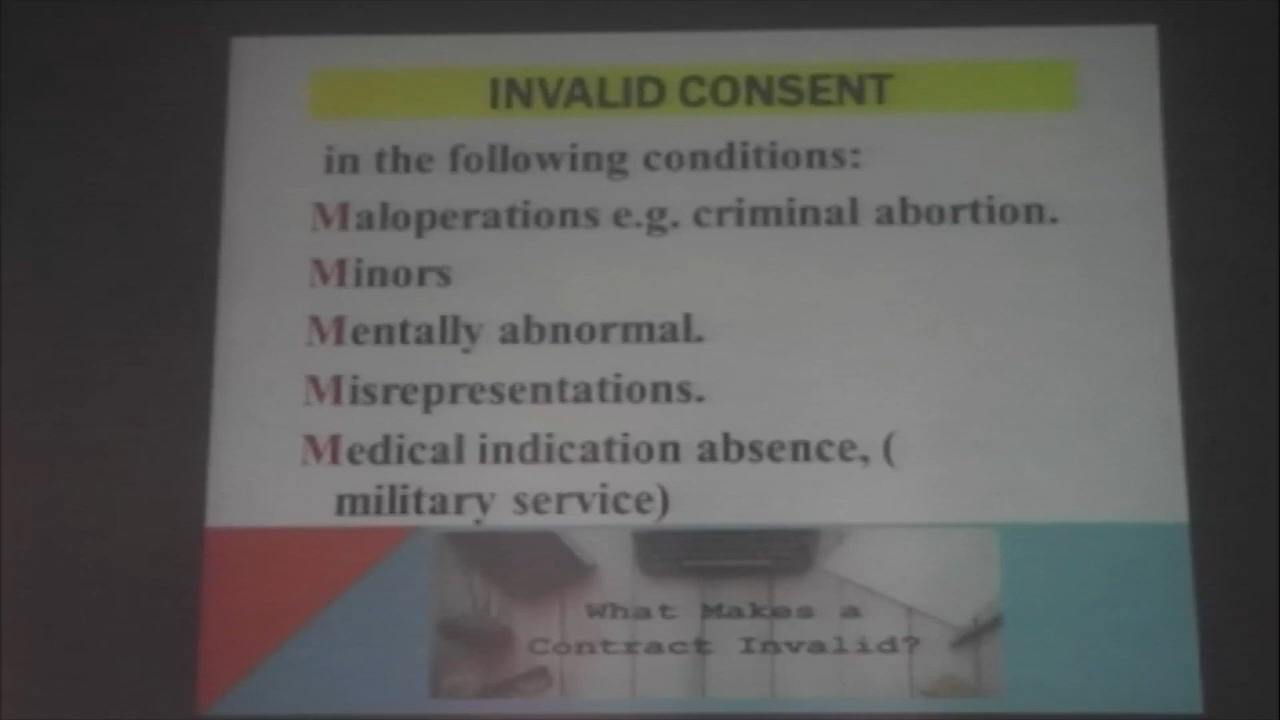 INVALID CONSENT
in the following conditions:
Maloperations e.g. criminal abortion.
Minors
Mentally abnormal.
Misrepresentations.
Medical indication absence, (
military service)
What Makes a
Contract Invalid?